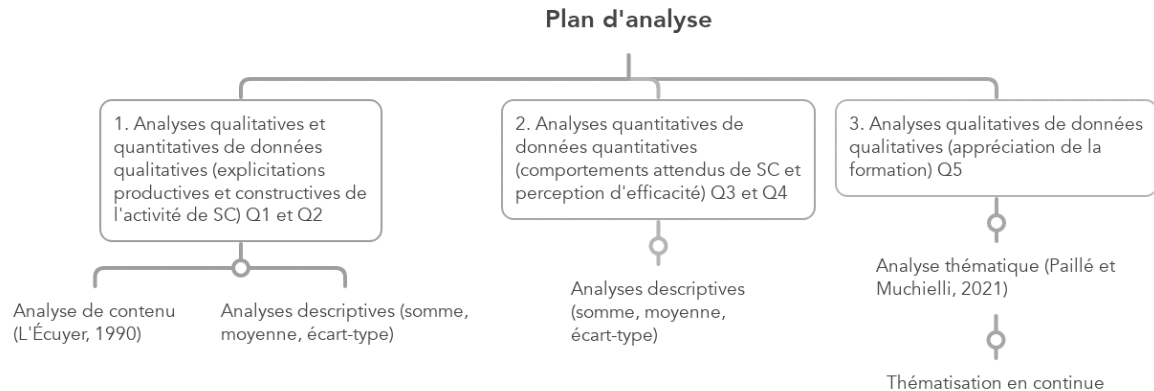 Plan d'analyse
1. Analyses qualitatives et
quantitatives de données
qualitatives (explicitations
productives et constructives de
l'activité de SC) Q1 et Q2
2. Analyses quantitatives de
données quantitatives
(comportements attendus de SC et
perception d'efficacité) Q3 et Q4
3. Analyses qualitatives de données
qualitatives (appréciation de la
formation) Q5
Analyse de contenu
(L'Écuyer, 1990)
Analyses descriptives (somme,
moyenne, écart-type)
Analyses descriptives
(somme, moyenne,
écart-type)
Analyse thématique (Paillé et
Muchielli, 2021)
Thématisation en continue